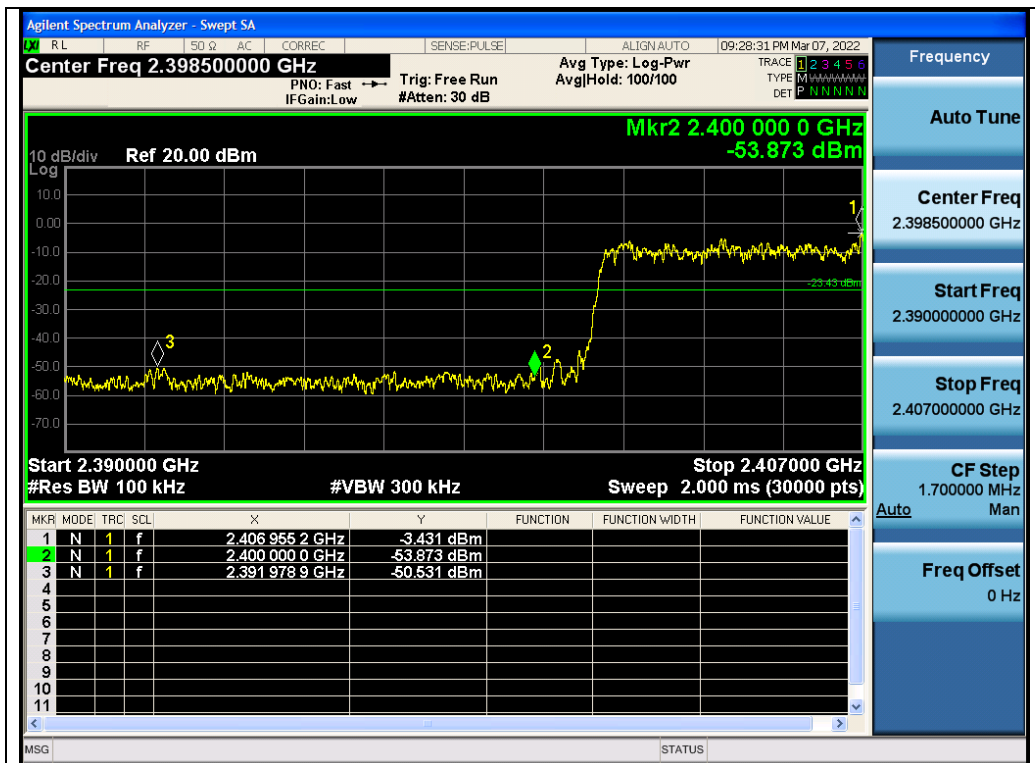 Agilent Spectrum Analyzer - Swept SA
LXI RL RF 50 Ω AC CORREC SENSE:PULSE ALIGN AUTO 09:28:31 PM Mar 07, 2022
Center Freq 2.398500000 GHz
PNO: Fast
IFGain:Low
Trig: Free Run
#Atten: 30 dB
Avg Type: Log-Pwr
Avg|Hold: 100/100
TRACE 1 2 3 4 5 6
TYPE M
DET P N N N N N
Mkr2 2.400 000 0 GHz
-53.873 dBm
10 dB/div Ref 20.00 dBm
Log
10.0
0.00
-10.0
-20.0
-30.0
-40.0
-50.0
-60.0
-70.0
1
-23.43 dBm
3
2
Start 2.390000 GHz Stop 2.407000 GHz
#Res BW 100 kHz #VBW 300 kHz Sweep 2.000 ms (30000 pts)
MKR MODE TRC SCL X Y FUNCTION FUNCTION WIDTH FUNCTION VALUE
1 N 1 f 2.406 955 2 GHz -3.431 dBm
2 N 1 f 2.400 000 0 GHz -53.873 dBm
3 N 1 f 2.391 978 9 GHz -50.531 dBm
4
5
6
7
8
9
10
11
MSG STATUS
Frequency
Auto Tune
Center Freq
2.398500000 GHz
Start Freq
2.390000000 GHz
Stop Freq
2.407000000 GHz
CF Step
1.700000 MHz
Auto Man
Freq Offset
0 Hz